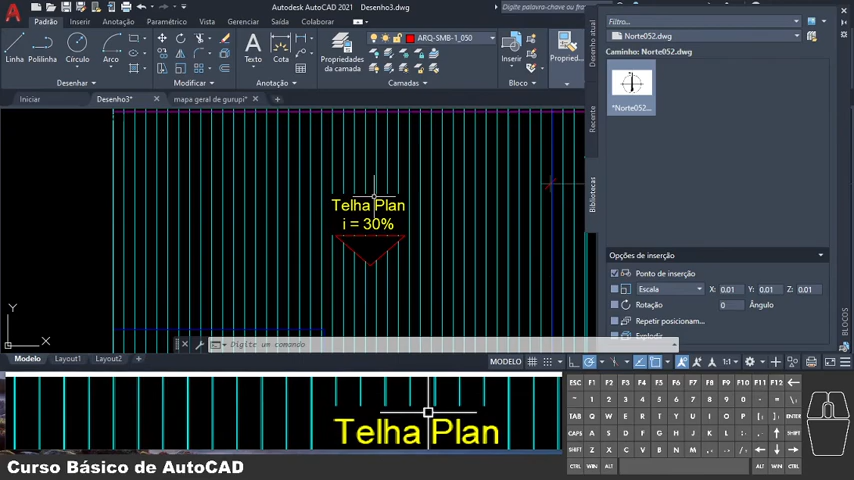 Autodesk AutoCAD 2021 Desenho3.dwg
Digite palavra-chave ou frase
Padrão Inserir Anotação Paramétrico Vista Gerenciar Saída Colaborar
ARQ-SMB-1_050
Linha Polilinha Círculo Arco
Texto Cota
Propriedades
da camada
Inserir
Propried...
Desenhar Modificar Anotação Camadas Bloco
Iniciar Desenho3* mapa geral de gurupi*
Telha Plan
i = 30%
Y
X
Digite um comando
Modelo Layout1 Layout2
MODELO
1:1
Desenho atual
Recente
Bibliotecas
Filtro...
Norte052.dwg
Caminho: Norte052.dwg
*Norte052...
Opções de inserção
Ponto de inserção
Escala X: 0.01 Y: 0.01 Z: 0.01
Rotação 0 Ângulo
Repetir posicionam...
Explodir
BLOCOS
ESC F1 F2 F3 F4 F5 F6 F7 F8 F9 F10 F11 F12
TAB Q W E R T Y U I O P
CAPS A S D F G H J K L
SHIFT Z X C V B N M SHIFT
CTRL WIN ALT ALT WIN CTRL
ENTER
Telha Plan
Curso Básico de AutoCAD